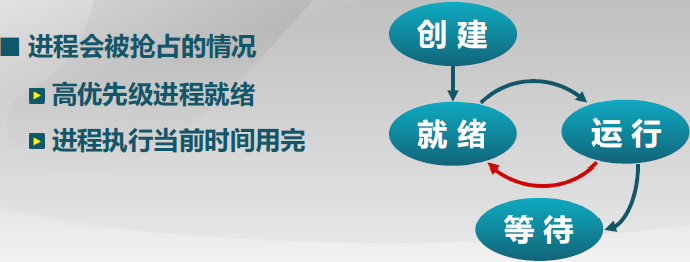 进程会被抢占的情况
高优先级进程就绪
进程执行当前时间用完
创建
就绪
运行
等待